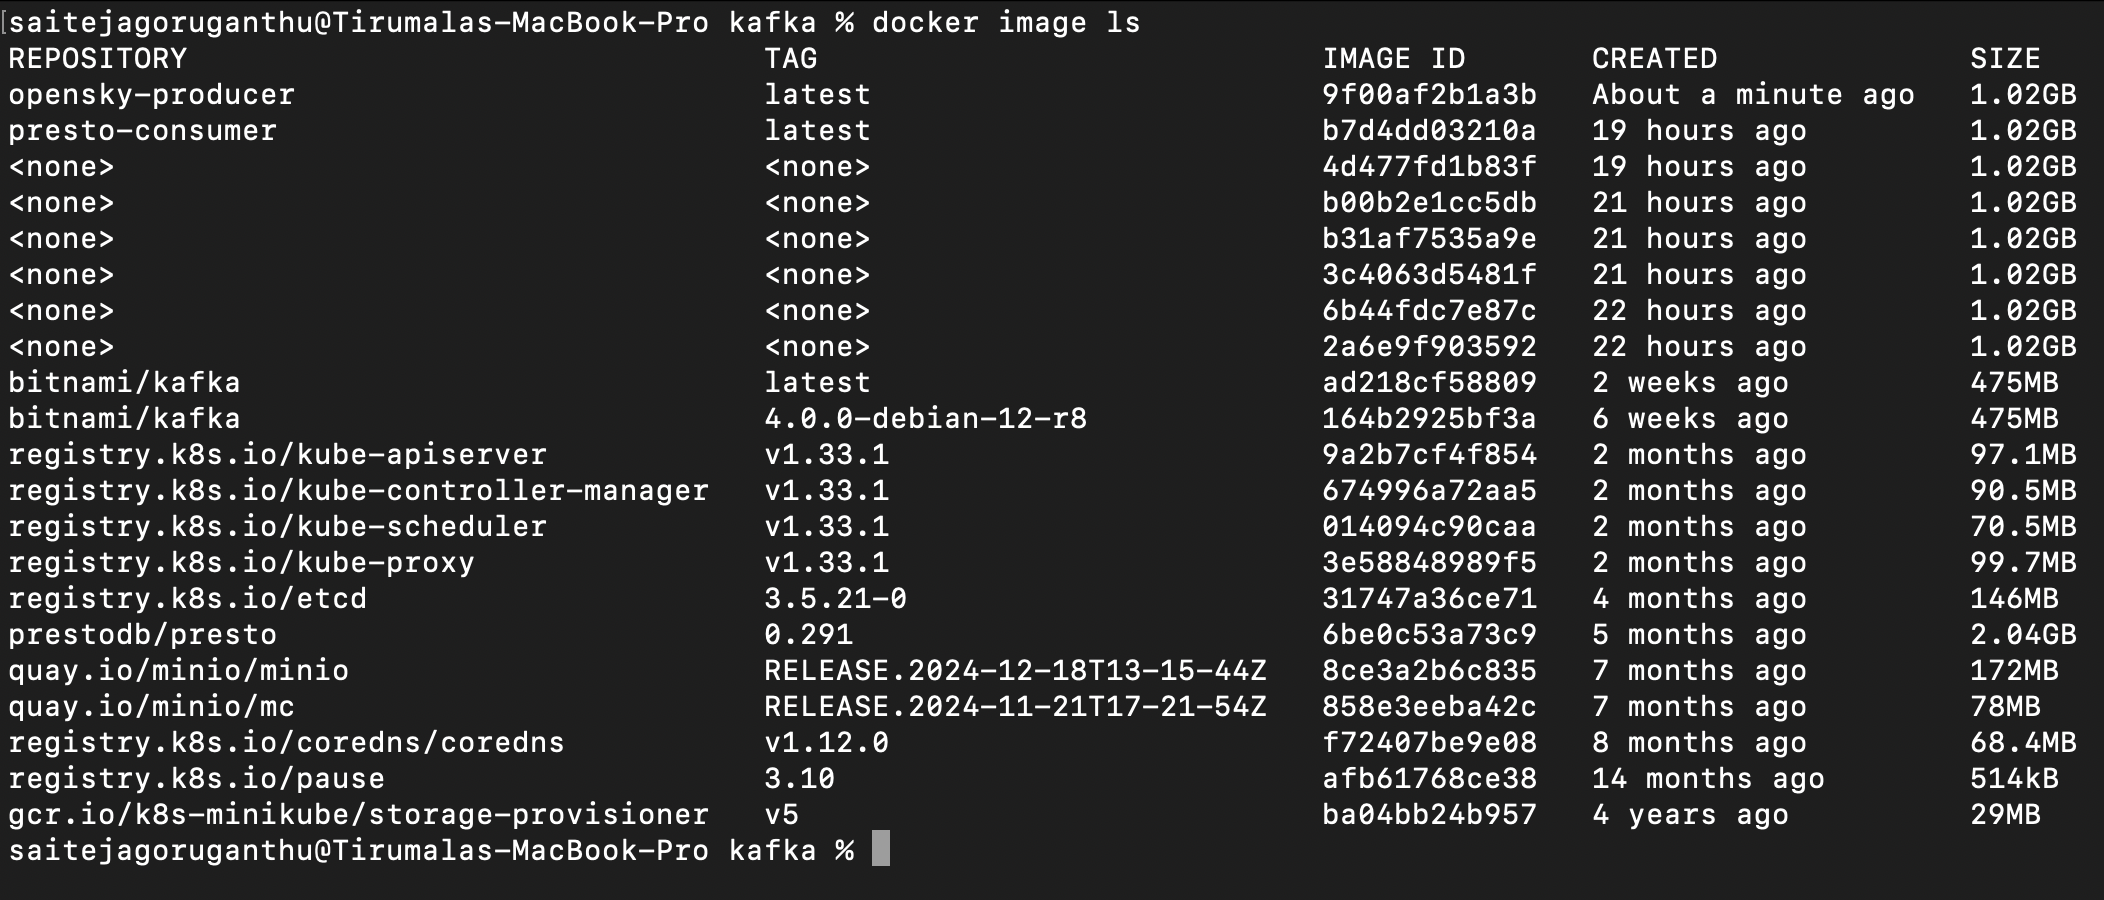 [saitejagoruganthu@Tirumalas-MacBook-Pro kafka % docker image ls
REPOSITORY TAG IMAGE ID CREATED SIZE
opensky-producer latest 9f00af2b1a3b About a minute ago 1.02GB
presto-consumer latest b7d4dd03210a 19 hours ago 1.02GB
<none> <none> 4d477fd1b83f 19 hours ago 1.02GB
<none> <none> b00b2e1cc5db 21 hours ago 1.02GB
<none> <none> b31af7535a9e 21 hours ago 1.02GB
<none> <none> 3c4063d5481f 21 hours ago 1.02GB
<none> <none> 6b44fdc7e87c 22 hours ago 1.02GB
<none> <none> 2a6e9f903592 22 hours ago 1.02GB
bitnami/kafka latest ad218cf58809 2 weeks ago 475MB
bitnami/kafka 4.0.0-debian-12-r8 164b2925bf3a 6 weeks ago 475MB
registry.k8s.io/kube-apiserver v1.33.1 9a2b7cf4f854 2 months ago 97.1MB
registry.k8s.io/kube-controller-manager v1.33.1 674996a72aa5 2 months ago 90.5MB
registry.k8s.io/kube-scheduler v1.33.1 014094c90caa 2 months ago 70.5MB
registry.k8s.io/kube-proxy v1.33.1 3e58848989f5 2 months ago 99.7MB
registry.k8s.io/etcd 3.5.21-0 31747a36ce71 4 months ago 146MB
prestodb/presto 0.291 6be0c53a73c9 5 months ago 2.04GB
quay.io/minio/minio RELEASE.2024-12-18T13-15-44Z 8ce3a2b6c835 7 months ago 172MB
quay.io/minio/mc RELEASE.2024-11-21T17-21-54Z 858e3eeba42c 7 months ago 78MB
registry.k8s.io/coredns/coredns v1.12.0 f72407be9e08 8 months ago 68.4MB
registry.k8s.io/pause 3.10 afb61768ce38 14 months ago 514kB
gcr.io/k8s-minikube/storage-provisioner v5 ba04bb24b957 4 years ago 29MB
saitejagoruganthu@Tirumalas-MacBook-Pro kafka %